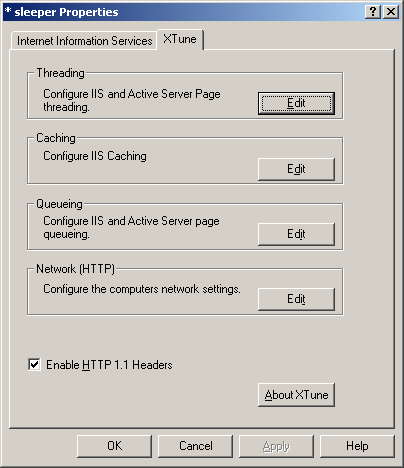 * sleeper Properties
Internet Information Services XTune
Threading
Configure IIS and Active Server Page
threading.
Edit
Caching
Configure IIS Caching
Edit
Queueing
Configure IIS and Active Server page
queueing.
Edit
Network (HTTP)
Configure the computers network settings.
Edit
Enable HTTP 1.1 Headers
About XTune
OK Cancel Apply Help